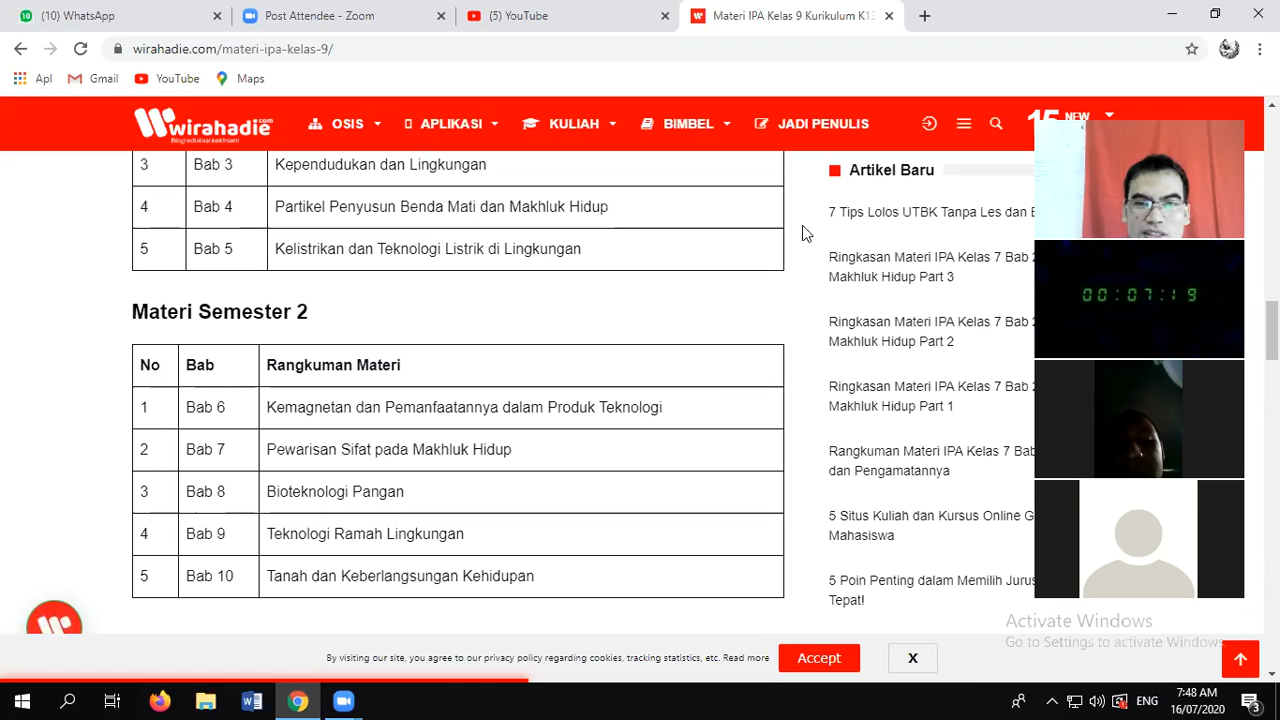 (10) WhatsApp
Post Attendee - Zoom
(5) YouTube
Materi IPA Kelas 9 Kurikulum K13
wirahadie.com/materi-ipa-kelas-9/
Apl
Gmail
YouTube
Maps
Wirahadie.com
Blog edukasi kekinian!
OSIS
APLIKASI
KULIAH
BIMBEL
JADI PENULIS
15 NEW
3 Bab 3 Kependudukan dan Lingkungan
4 Bab 4 Partikel Penyusun Benda Mati dan Makhluk Hidup
5 Bab 5 Kelistrikan dan Teknologi Listrik di Lingkungan
Materi Semester 2
No Bab Rangkuman Materi
1 Bab 6 Kemagnetan dan Pemanfaatannya dalam Produk Teknologi
2 Bab 7 Pewarisan Sifat pada Makhluk Hidup
3 Bab 8 Bioteknologi Pangan
4 Bab 9 Teknologi Ramah Lingkungan
5 Bab 10 Tanah dan Keberlangsungan Kehidupan
Artikel Baru
7 Tips Lolos UTBK Tanpa Les dan
Ringkasan Materi IPA Kelas 7 Bab
Makhluk Hidup Part 3
Ringkasan Materi IPA Kelas 7 Bab
Makhluk Hidup Part 2
Ringkasan Materi IPA Kelas 7 Bab
Makhluk Hidup Part 1
Rangkuman Materi IPA Kelas 7 Bab
dan Pengamatannya
5 Situs Kuliah dan Kursus Online G
Mahasiswa
5 Poin Penting dalam Memilih Jurus
Tepat!
00:07:19
Activate Windows
Go to Settings to activate Windows.
By visiting our site, you agree to our privacy policy regarding cookies, tracking statistics, etc. Read more
Accept
X
ENG
7:48 AM
16/07/2020
3